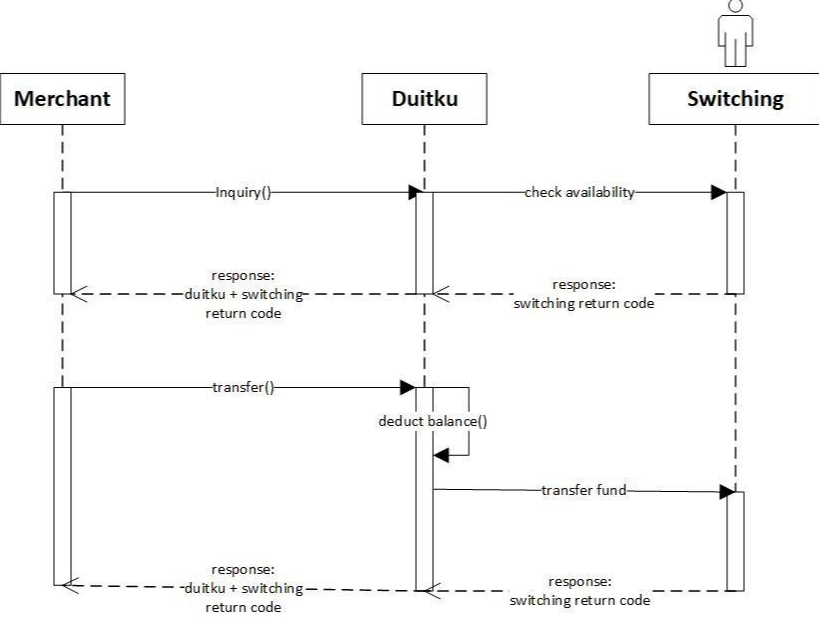 Merchant
Duitku
Switching
Inquiry()
check availability
response:
duitku + switching
return code
response:
switching return code
transfer()
deduct balance()
transfer fund
response:
duitku + switching
return code
response:
switching return code